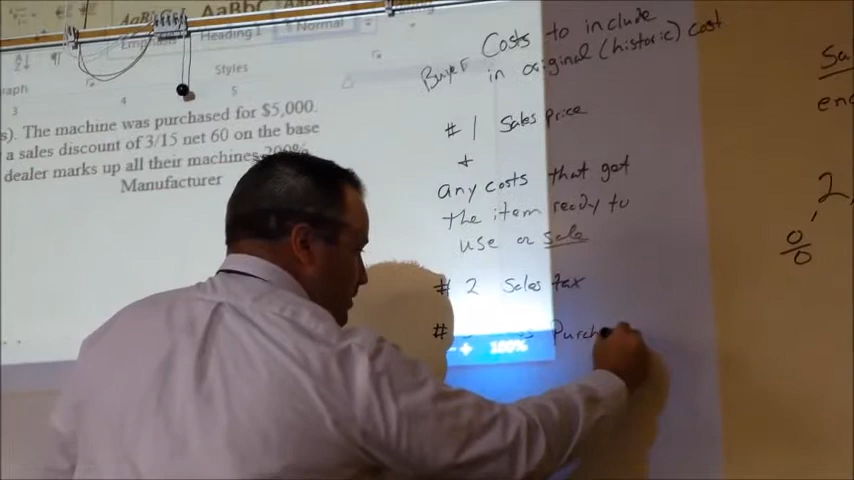 AaBbC AaBbCc
Emphasis Heading 1 ¶ Normal
Styles
s). The machine was purchased for $5,000.
a sales discount of 3/15 net 60 on the base
dealer marks up all their machines 200%
Manufactur
Buyer Costs to include
in original (historic) cost
#1 Sales price
+
any costs that got
the item ready to
use or sale
#2 Sales tax
# Purch
100%
2